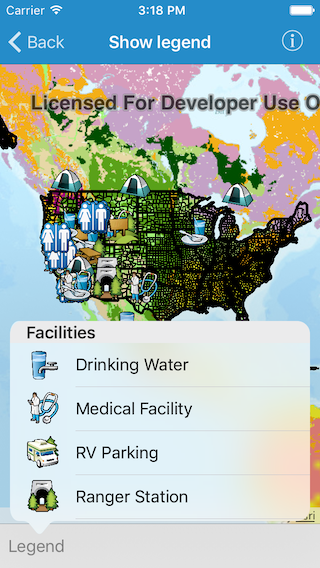 Carrier 3:18 PM
Back Show legend
Licensed For Developer Use O
Facilities
Drinking Water
Medical Facility
RV Parking
Ranger Station
Legend